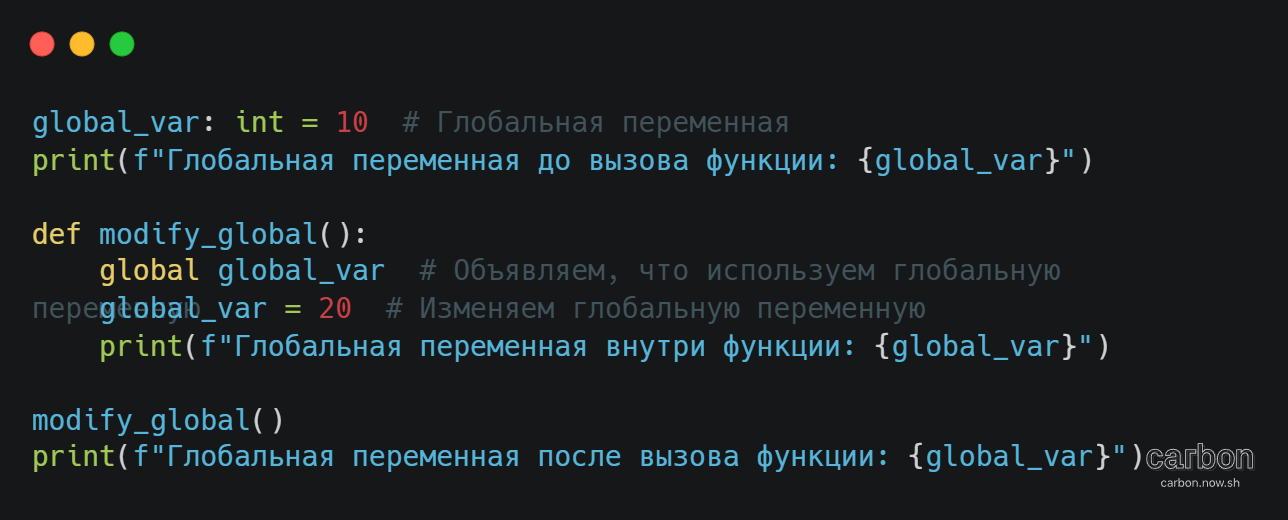 global_var: int = 10  # Глобальная переменная
print(f"Глобальная переменная до вызова функции: {global_var}")
def modify_global():
    global global_var  # Объявляем, что используем глобальную
переменную
    global_var = 20  # Изменяем глобальную переменную
    print(f"Глобальная переменная внутри функции: {global_var}")
modify_global()
print(f"Глобальная переменная после вызова функции: {global_var}")
carbon
carbon.now.sh